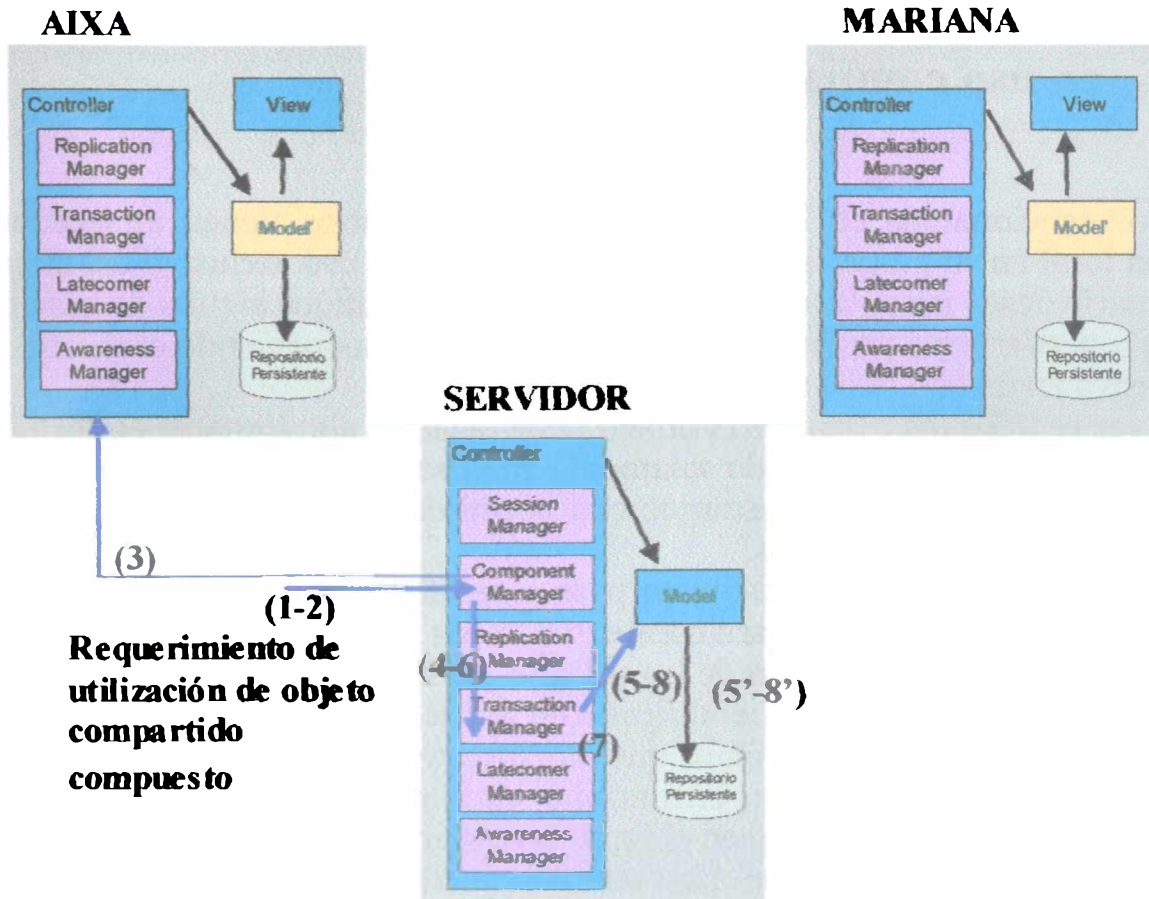 AIXA
Controller
Replication
Manager
Transaction
Manager
Latecomer
Manager
Awareness
Manager
View
Model'
Repositorio
Persistente
MARIANA
Controller
Replication
Manager
Transaction
Manager
Latecomer
Manager
Awareness
Manager
View
Model'
Repositorio
Persistente
SERVIDOR
Controller
Session
Manager
Component
Manager
Replication
Manager
Transaction
Manager
Latecomer
Manager
Awareness
Manager
Model
Repositorio
Persistente
(3)
(1-2)
Requerimiento de
utilización de objeto
compartido
compuesto
(4-6)
(5-8)
(5'-8')
(7)